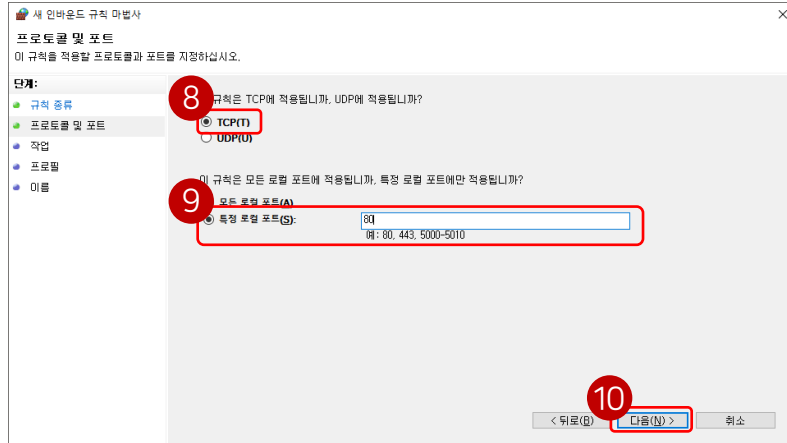 새 인바운드 규칙 마법사
프로토콜 및 포트
이 규칙을 적용할 프로토콜과 포트를 지정하십시오.
단계:
규칙 종류
프로토콜 및 포트
작업
프로필
이름
8
규칙은 TCP에 적용됩니까, UDP에 적용됩니까?
TCP(T)
UDP(U)
이 규칙은 모든 로컬 포트에 적용됩니까, 특정 로컬 포트에만 적용됩니까?
9
모든 로컬 포트(A)
특정 로컬 포트(S): 80
예: 80, 443, 5000-5010
10
< 뒤로(B) 다음(N) > 취소